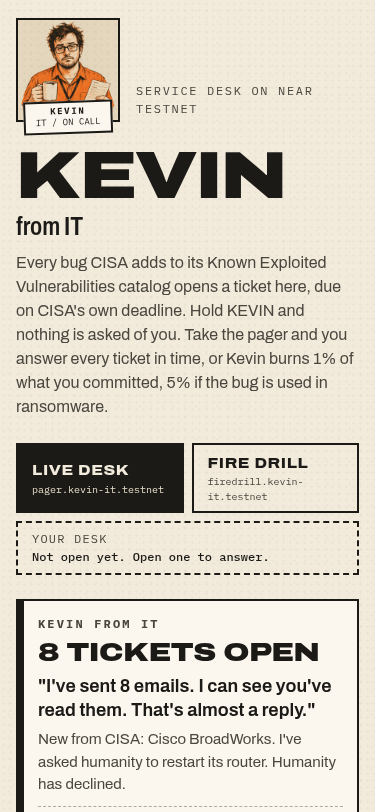 KEVIN
IT / ON CALL
SERVICE DESK ON NEAR
TESTNET
KEVIN
from IT
Every bug CISA adds to its Known Exploited
Vulnerabilities catalog opens a ticket here, due
on CISA's own deadline. Hold KEVIN and
nothing is asked of you. Take the pager and you
answer every ticket in time, or Kevin burns 1% of
what you committed, 5% if the bug is used in
ransomware.
LIVE DESK
pager.kevin-it.testnet
FIRE DRILL
firedrill.kevin-
it.testnet
YOUR DESK
Not open yet. Open one to answer.
KEVIN FROM IT
8 TICKETS OPEN
"I've sent 8 emails. I can see you've
read them. That's almost a reply."
New from CISA: Cisco BroadWorks. I've
asked humanity to restart its router. Humanity
has declined.